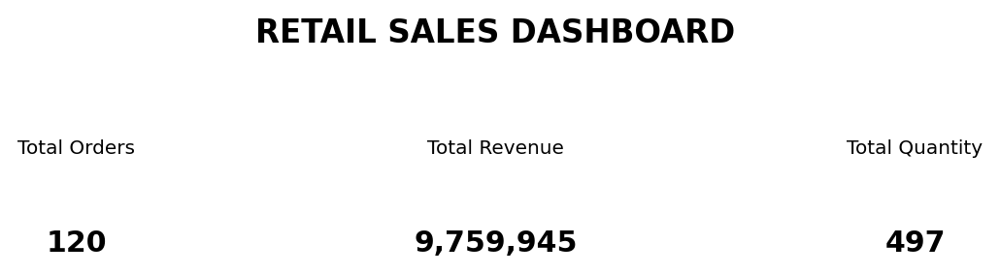 RETAIL SALES DASHBOARD
Total Orders Total Revenue Total Quantity
120 9,759,945 497